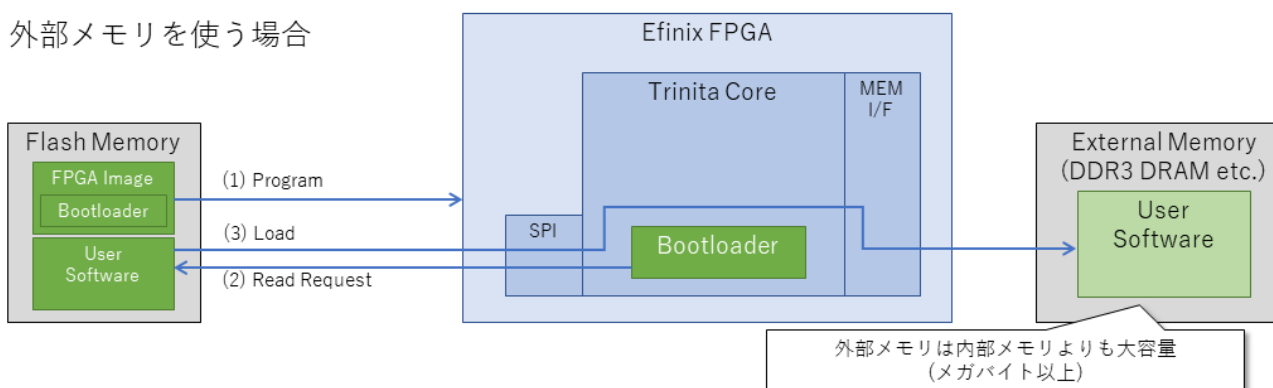 外部メモリを使う場合
Efinix FPGA
Trinita Core
MEM
I/F
Flash Memory
FPGA Image
Bootloader
User
Software
(1) Program
(3) Load
(2) Read Request
SPI
Bootloader
External Memory
(DDR3 DRAM etc.)
User
Software
外部メモリは内部メモリよりも大容量
(メガバイト以上)